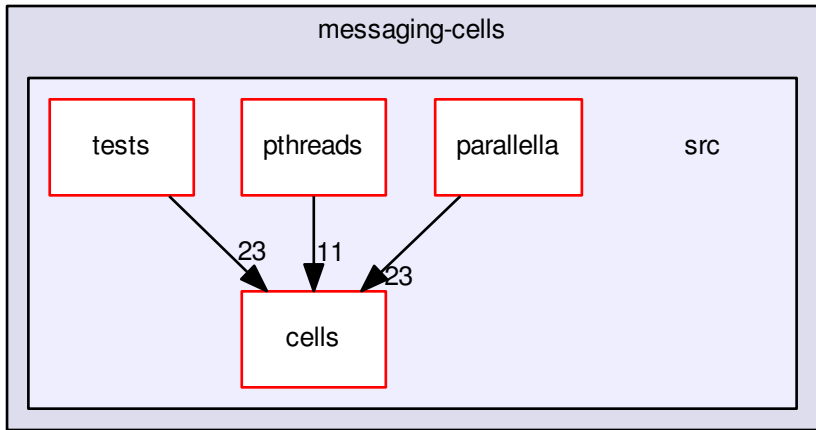 messaging-cells
tests
pthreads
parallella
src
23
11
23
cells